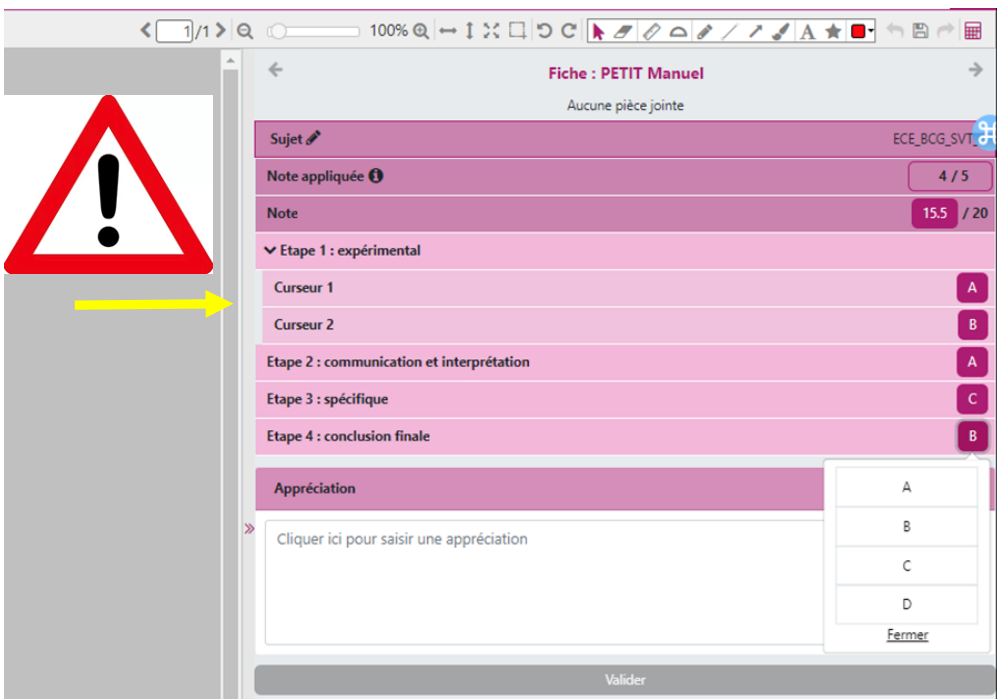 1/1 100%
Fiche : PETIT Manuel
Aucune pièce jointe
Sujet ECE_BCG_SVT_
Note appliquée 4 / 5
Note 15.5 / 20
Etape 1 : expérimental
Curseur 1 A
Curseur 2 B
Etape 2 : communication et interprétation A
Etape 3 : spécifique C
Etape 4 : conclusion finale B
Appréciation
A
Cliquer ici pour saisir une appréciation
B
C
D
Fermer
Valider